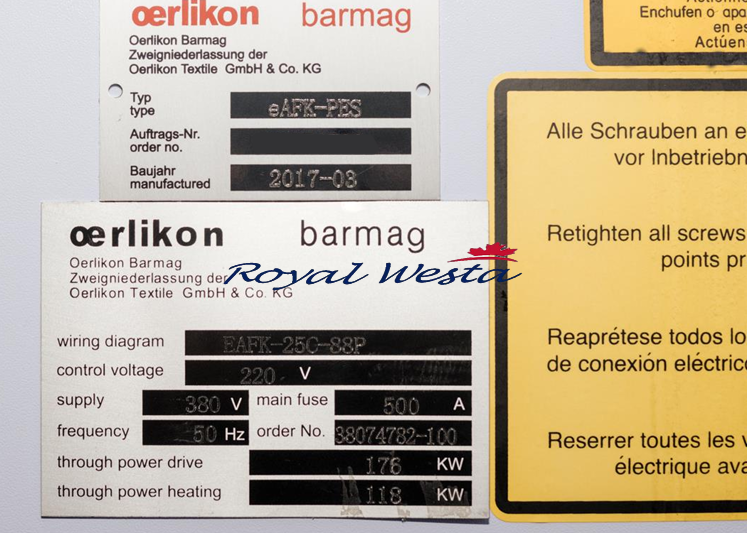 œrlikon barmag
Oerlikon Barmag
Zweigniederlassung der
Oerlikon Textile GmbH & Co. KG
Typ
type eAFK-PES
Auftrags-Nr.
order no.
Baujahr
manufactured 2017-03
œrlikon barmag
Oerlikon Barmag
Zweigniederlassung der
Oerlikon Textile GmbH & Co. KG
Royal Westa
wiring diagram EAFK-25C-88P
control voltage 220 V
supply 380 V main fuse 500 A
frequency 50 Hz order No. 38074782-100
through power drive 176 KW
through power heating 118 KW
Enchufen o
en es
Actúen
Alle Schrauben an
vor Inbetriebn
Retighten all screws
points pr
Reaprétese todos lo
de conexión eléctric
Reserrer toutes les v
électrique ava